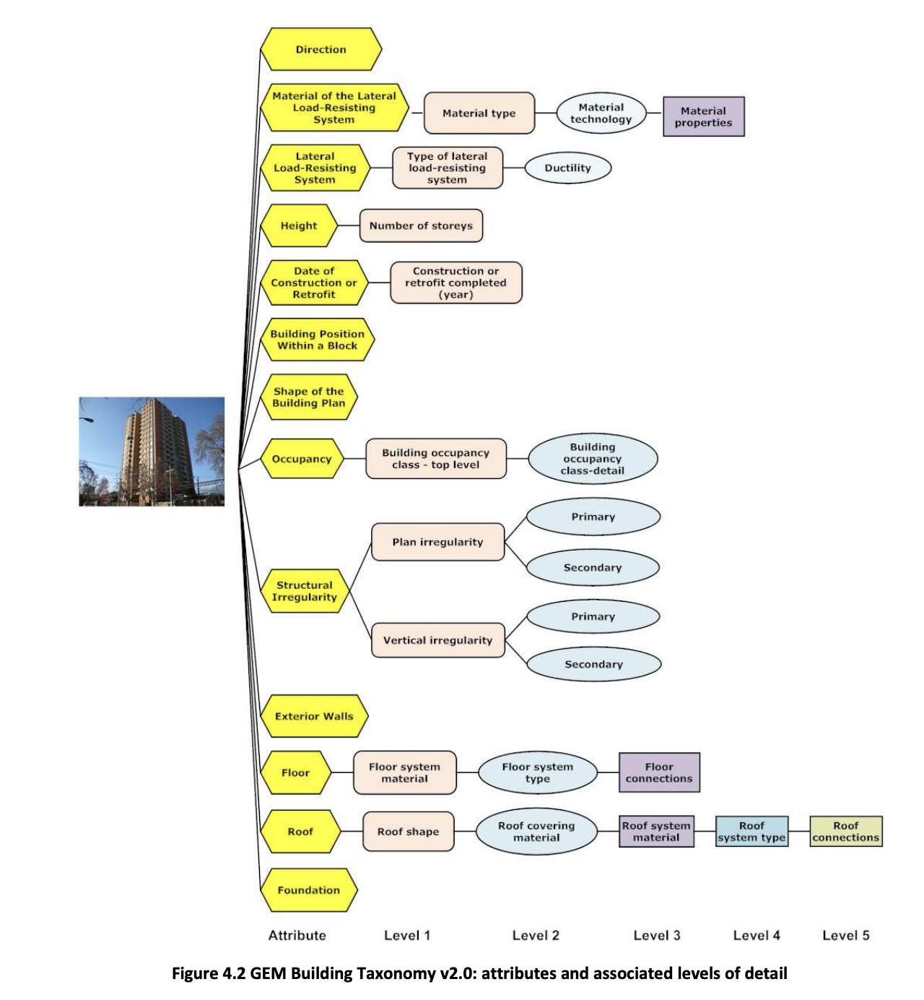 Direction
Material of the Lateral
Load-Resisting
System
Material type
Material
technology
Material
properties
Lateral
Load-Resisting
System
Type of lateral
load-resisting
system
Ductility
Height
Number of storeys
Date of
Construction or
Retrofit
Construction or
retrofit completed
(year)
Building Position
Within a Block
Shape of the
Building Plan
Occupancy
Building occupancy
class - top level
Building
occupancy
class-detail
Structural
Irregularity
Plan irregularity
Primary
Secondary
Vertical irregularity
Primary
Secondary
Exterior Walls
Floor
Floor system
material
Floor system
type
Floor
connections
Roof
Roof shape
Roof covering
material
Roof system
material
Roof
system type
Roof
connections
Foundation
Attribute Level 1 Level 2 Level 3 Level 4 Level 5
Figure 4.2 GEM Building Taxonomy v2.0: attributes and associated levels of detail